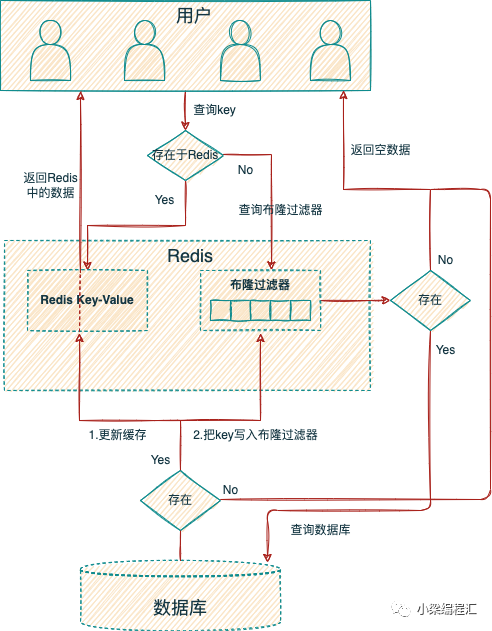 用户
查询key
存在于Redis
返回空数据
返回Redis
中的数据
No
Yes
查询布隆过滤器
Redis
布隆过滤器
Redis Key-Value
No
存在
Yes
1.更新缓存
2.把key写入布隆过滤器
Yes
No
存在
查询数据库
数据库
小梁编程汇